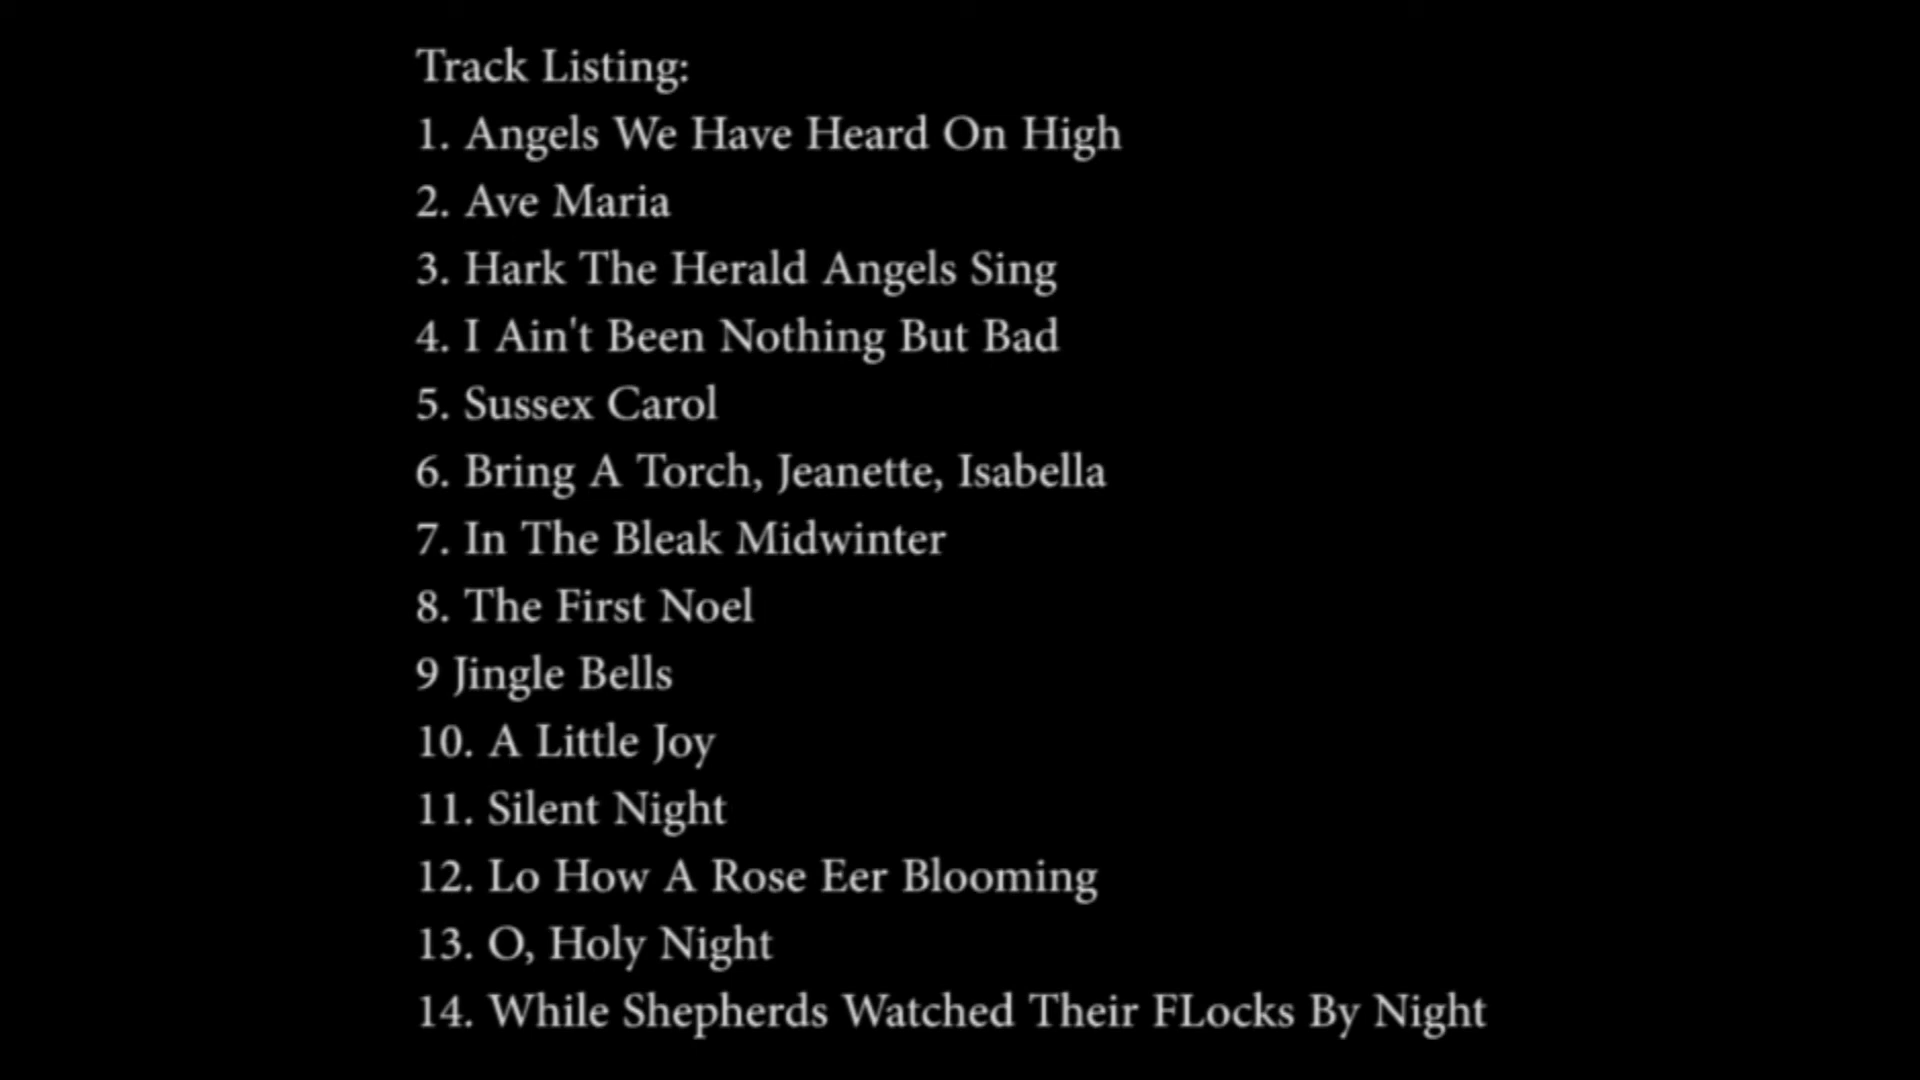 Track Listing:
1. Angels We Have Heard On High
2. Ave Maria
3. Hark The Herald Angels Sing
4. I Ain't Been Nothing But Bad
5. Sussex Carol
6. Bring A Torch, Jeanette, Isabella
7. In The Bleak Midwinter
8. The First Noel
9 Jingle Bells
10. A Little Joy
11. Silent Night
12. Lo How A Rose Eer Blooming
13. O, Holy Night
14. While Shepherds Watched Their FLocks By Night